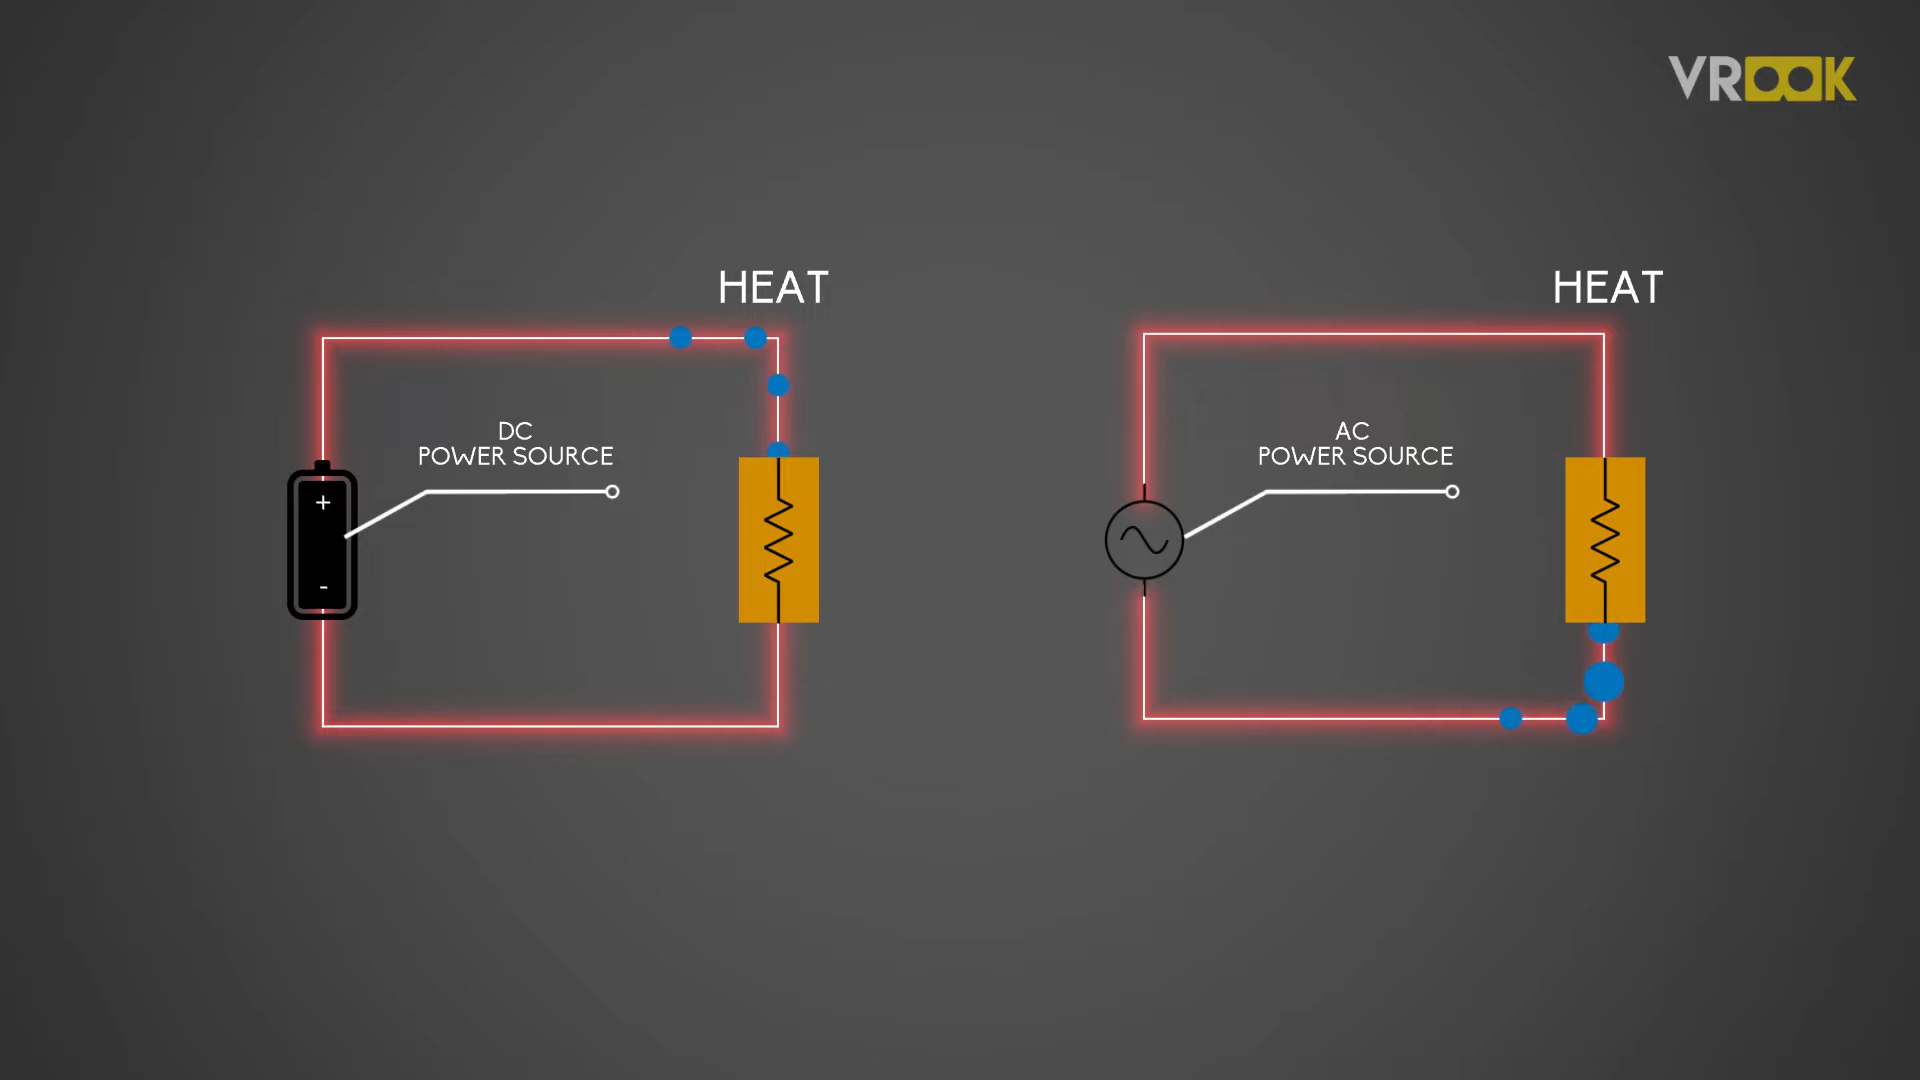 VROOK
HEAT
HEAT
DC
POWER SOURCE
AC
POWER SOURCE
+
-